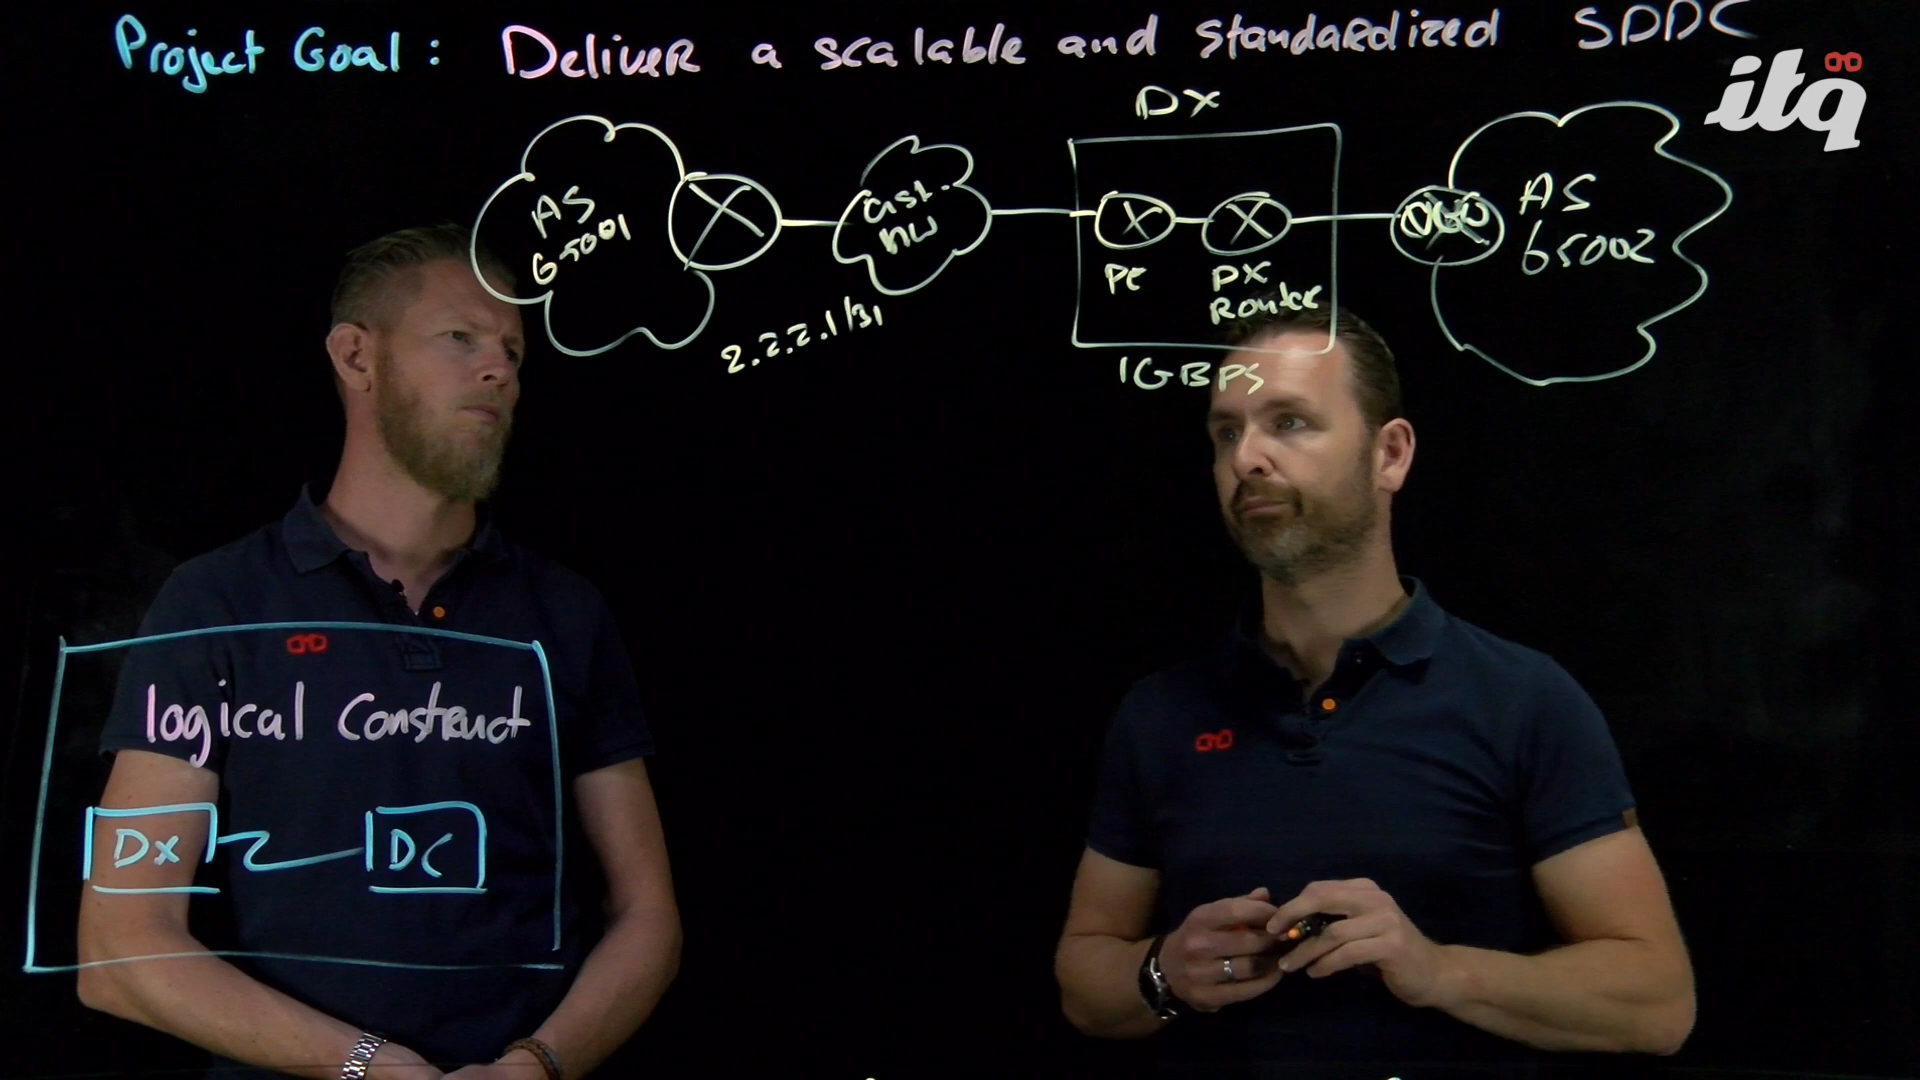 Project Goal: Deliver a scalable and standardized SDDC
itq
DX
AS
65001
Cust.
NW
PE
DX
Router
AS
65002
2.2.2.1/31
1GBPS
logical construct
DX
DC